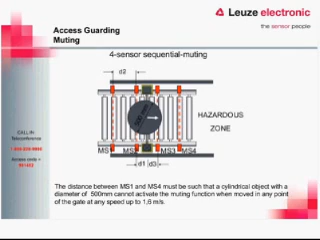 Access Guarding
Muting
Leuze electronic
the sensor people
4-sensor sequential-muting
d2
HAZARDOUS
ZONE
MS1 MS2 MS3 MS4
d1 d3
CALL IN
Teleconference
Access code =
The distance between MS1 and MS4 must be such that a cylindrical object with a
diameter of 500mm cannot activate the muting function when moved in any point
of the gate at any speed up to 1,6 m/s.